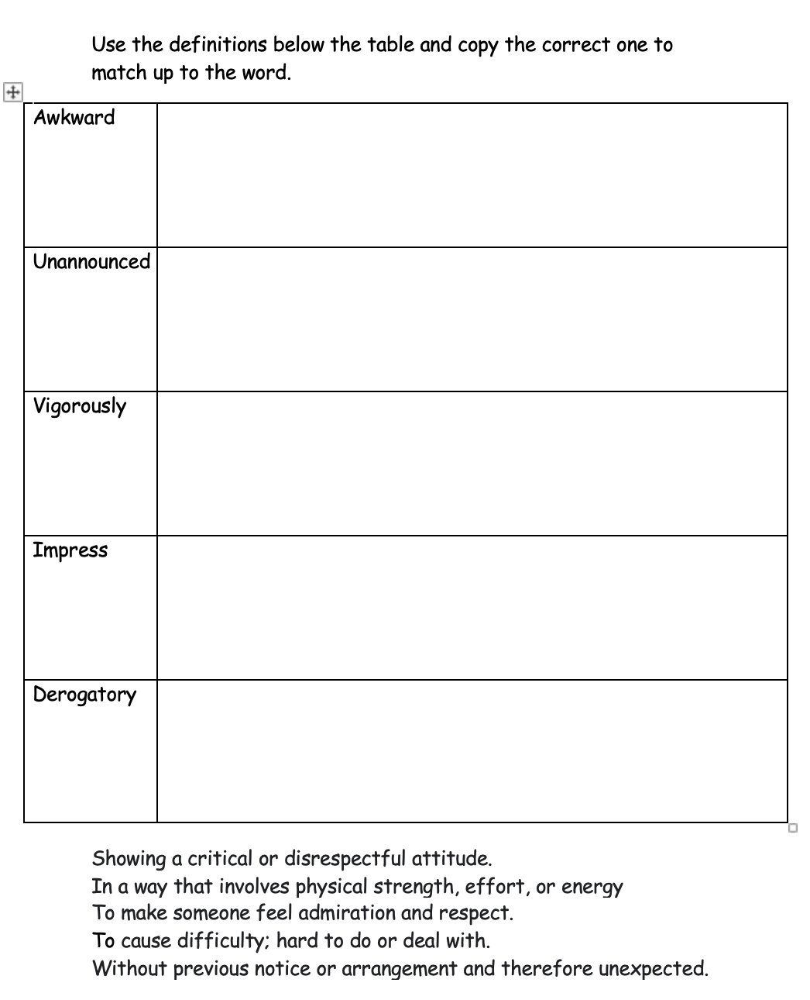 Use the definitions below the table and copy the correct one to
match up to the word.
Awkward
Unannounced
Vigorously
Impress
Derogatory
Showing a critical or disrespectful attitude.
In a way that involves physical strength, effort, or energy
To make someone feel admiration and respect.
To cause difficulty; hard to do or deal with.
Without previous notice or arrangement and therefore unexpected.